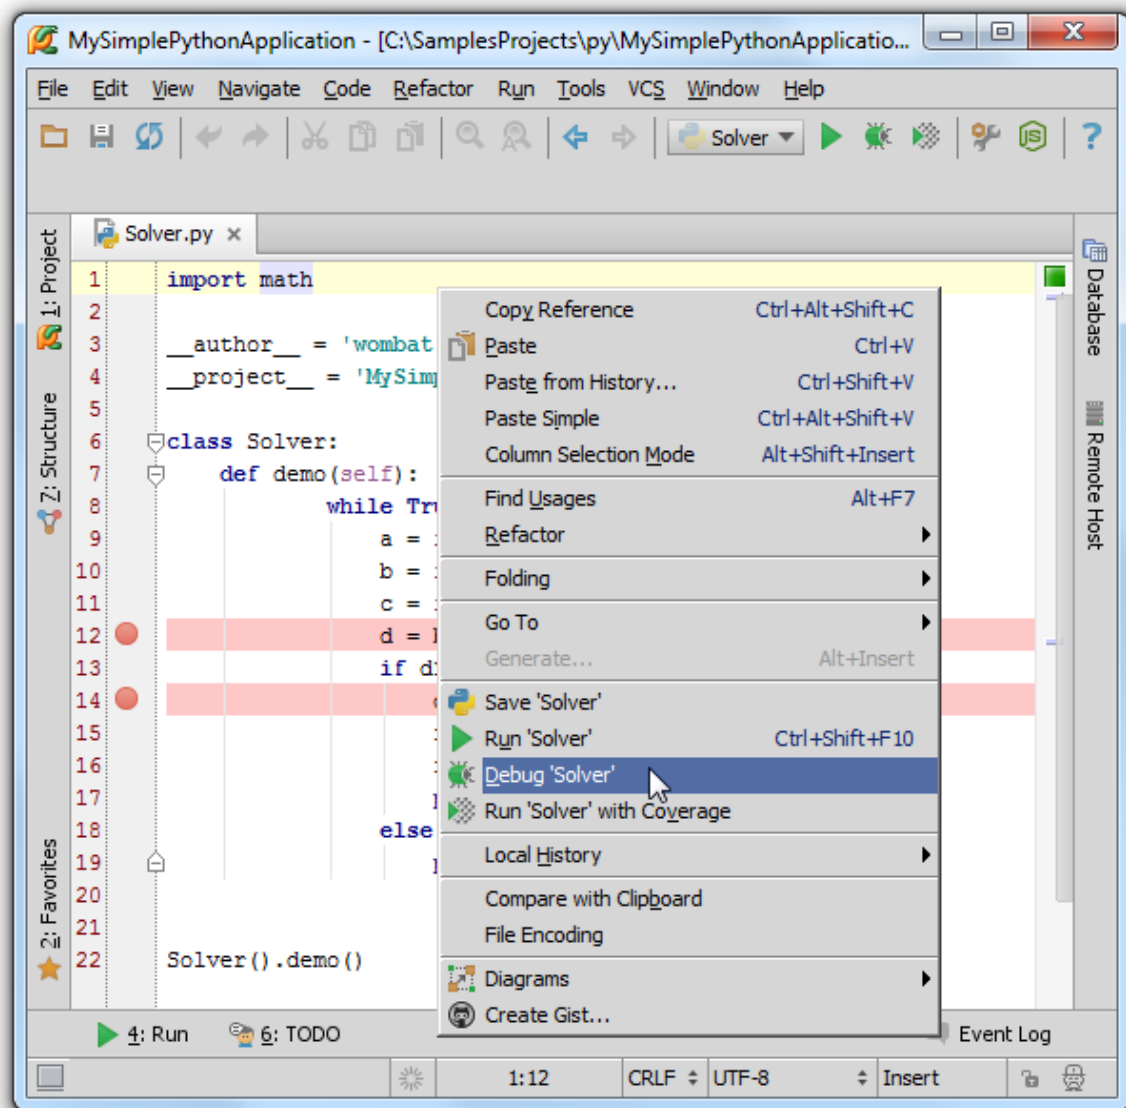 MySimplePythonApplication - [C:\SamplesProjects\py\MySimplePythonApplicatio...
File Edit View Navigate Code Refactor Run Tools VCS Window Help
Solver
JS
?
Solver.py
1: Project
7: Structure
2: Favorites
1 import math
2
3 __author__ = 'wombat
4 __project__ = 'MySimp
5
6 class Solver:
7 def demo(self):
8 while Tru
9 a =
10 b =
11 c =
12 d =
13 if d
14
15
16
17
18 else
19
20
21
22 Solver().demo()
Copy Reference Ctrl+Alt+Shift+C
Paste Ctrl+V
Paste from History... Ctrl+Shift+V
Paste Simple Ctrl+Alt+Shift+V
Column Selection Mode Alt+Shift+Insert
Find Usages Alt+F7
Refactor
Folding
Go To
Generate... Alt+Insert
Save 'Solver'
Run 'Solver' Ctrl+Shift+F10
Debug 'Solver'
Run 'Solver' with Coverage
Local History
Compare with Clipboard
File Encoding
Diagrams
Create Gist...
Database
Remote Host
4: Run 6: TODO Event Log
1:12 CRLF UTF-8 Insert